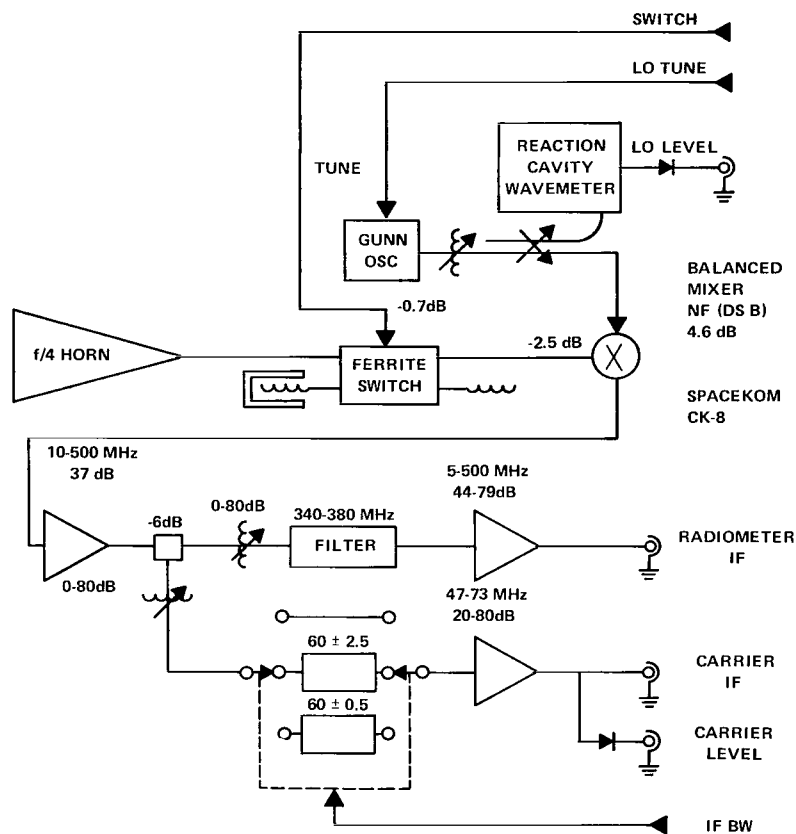 SWITCH
LO TUNE
REACTION
CAVITY
WAVEMETER
LO LEVEL
TUNE
GUNN
OSC
BALANCED
MIXER
NF (DS B)
4.6 dB
-0.7dB
f/4 HORN
FERRITE
SWITCH
-2.5 dB
SPACEKOM
CK-8
10-500 MHz
37 dB
-6dB
0-80dB
340-380 MHz
FILTER
5-500 MHz
44-79dB
RADIOMETER
IF
0-80dB
47-73 MHz
20-80dB
60 ± 2.5
60 ± 0.5
CARRIER
IF
CARRIER
LEVEL
IF BW